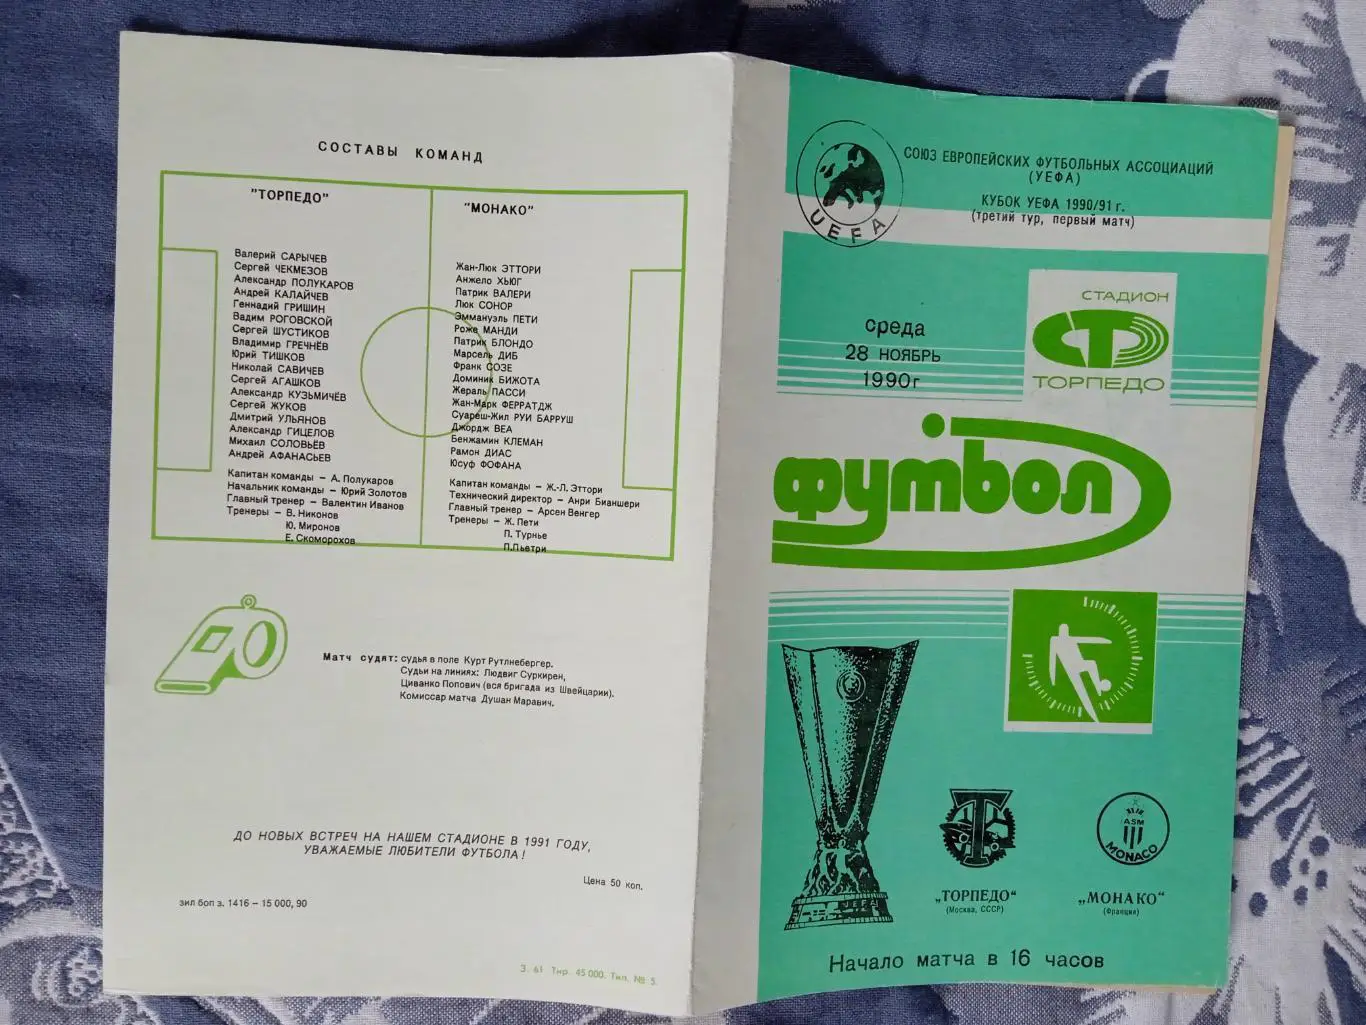 СОСТАВЫ КОМАНД
"ТОРПЕДО"
Валерий САРЫЧЕВ
Сергей ЧЕКМЕЗОВ
Александр ПОЛУКАРОВ
Андрей КАЛАЙЧЕВ
Геннадий ГРИШИН
Вадим РОГОВСКОЙ
Сергей ШУСТИКОВ
Владимир ГРЕЧНЁВ
Юрий ТИШКОВ
Николай САВИЧЕВ
Сергей АГАШКОВ
Александр КУЗЬМИЧЁВ
Сергей ЖУКОВ
Дмитрий УЛЬЯНОВ
Александр ГИЦЕЛОВ
Михаил СОЛОВЬЁВ
Андрей АФАНАСЬЕВ
Капитан команды – А. Полукаров
Начальник команды – Юрий Золотов
Главный тренер – Валентин Иванов
Тренеры – В. Никонов
Ю. Миронов
Е. Скоморохов
"МОНАКО"
Жан-Люк ЭТТОРИ
Анжело ХЬЮГ
Патрик ВАЛЕРИ
Люк СОНОР
Эммануэль ПЕТИ
Роже МАНДИ
Патрик БЛОНДО
Марсель ДИБ
Франк СОЗЕ
Доминик БИЖОТА
Жераль ПАССИ
Жан-Марк ФЕРРАТДЖ
Суареш-Жил РУИ БАРРУШ
Джордж ВЕА
Бенжамин КЛЕМАН
Рамон ДИАС
Юсуф ФОФАНА
Капитан команды – Ж.-Л. Эттори
Технический директор – Анри Бианшери
Главный тренер – Арсен Венгер
Тренеры – Ж. Пети
П. Турнье
П.Пьетри
Матч судят: судья в поле Курт Рутлнебергер.
Судьи на линиях: Людвиг Суркирен,
Циванко Попович (вся бригада из Швейцарии).
Комиссар матча Душан Маравич.
ДО НОВЫХ ВСТРЕЧ НА НАШЕМ СТАДИОНЕ В 1991 ГОДУ,
УВАЖАЕМЫЕ ЛЮБИТЕЛИ ФУТБОЛА!
Цена 50 коп.
зил боп з. 1416 – 15 000, 90
З. 61 Тир. 45 000. Тип. № 5.
UEFA
СОЮЗ ЕВРОПЕЙСКИХ ФУТБОЛЬНЫХ АССОЦИАЦИЙ
(УЕФА)
КУБОК УЕФА 1990/91 г.
(третий тур, первый матч)
среда
28 НОЯБРЬ
1990г
СТАДИОН
ТОРПЕДО
футбол
UEFA
Т
ASM
MONACO
„ТОРПЕДО"
(Москва, СССР)
„МОНАКО"
(Франция)
Начало матча в 16 часов